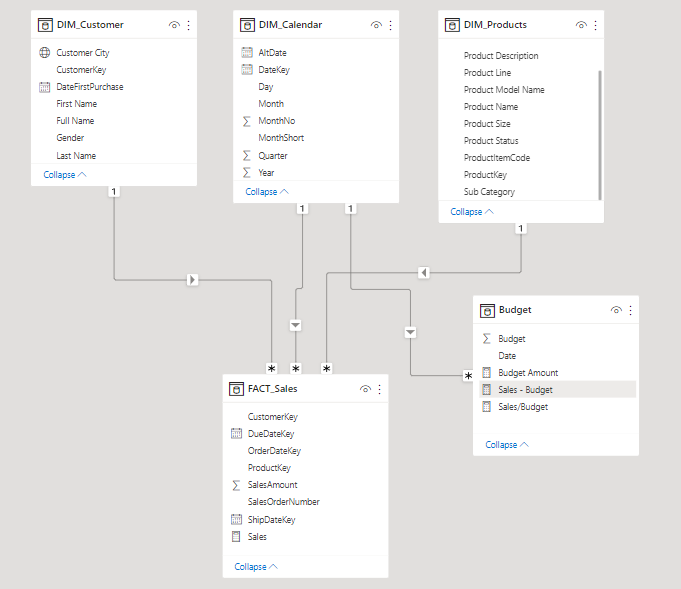 DIM_Customer
Customer City
CustomerKey
DateFirstPurchase
First Name
Full Name
Gender
Last Name
Collapse
DIM_Calendar
AltDate
DateKey
Day
Month
MonthNo
MonthShort
Quarter
Year
Collapse
DIM_Products
Product Description
Product Line
Product Model Name
Product Name
Product Size
Product Status
ProductItemCode
ProductKey
Sub Category
Collapse
1
1
1
1
*
*
*
*
Budget
Budget
Date
Budget Amount
Sales - Budget
Sales/Budget
Collapse
FACT_Sales
CustomerKey
DueDateKey
OrderDateKey
ProductKey
SalesAmount
SalesOrderNumber
ShipDateKey
Sales
Collapse